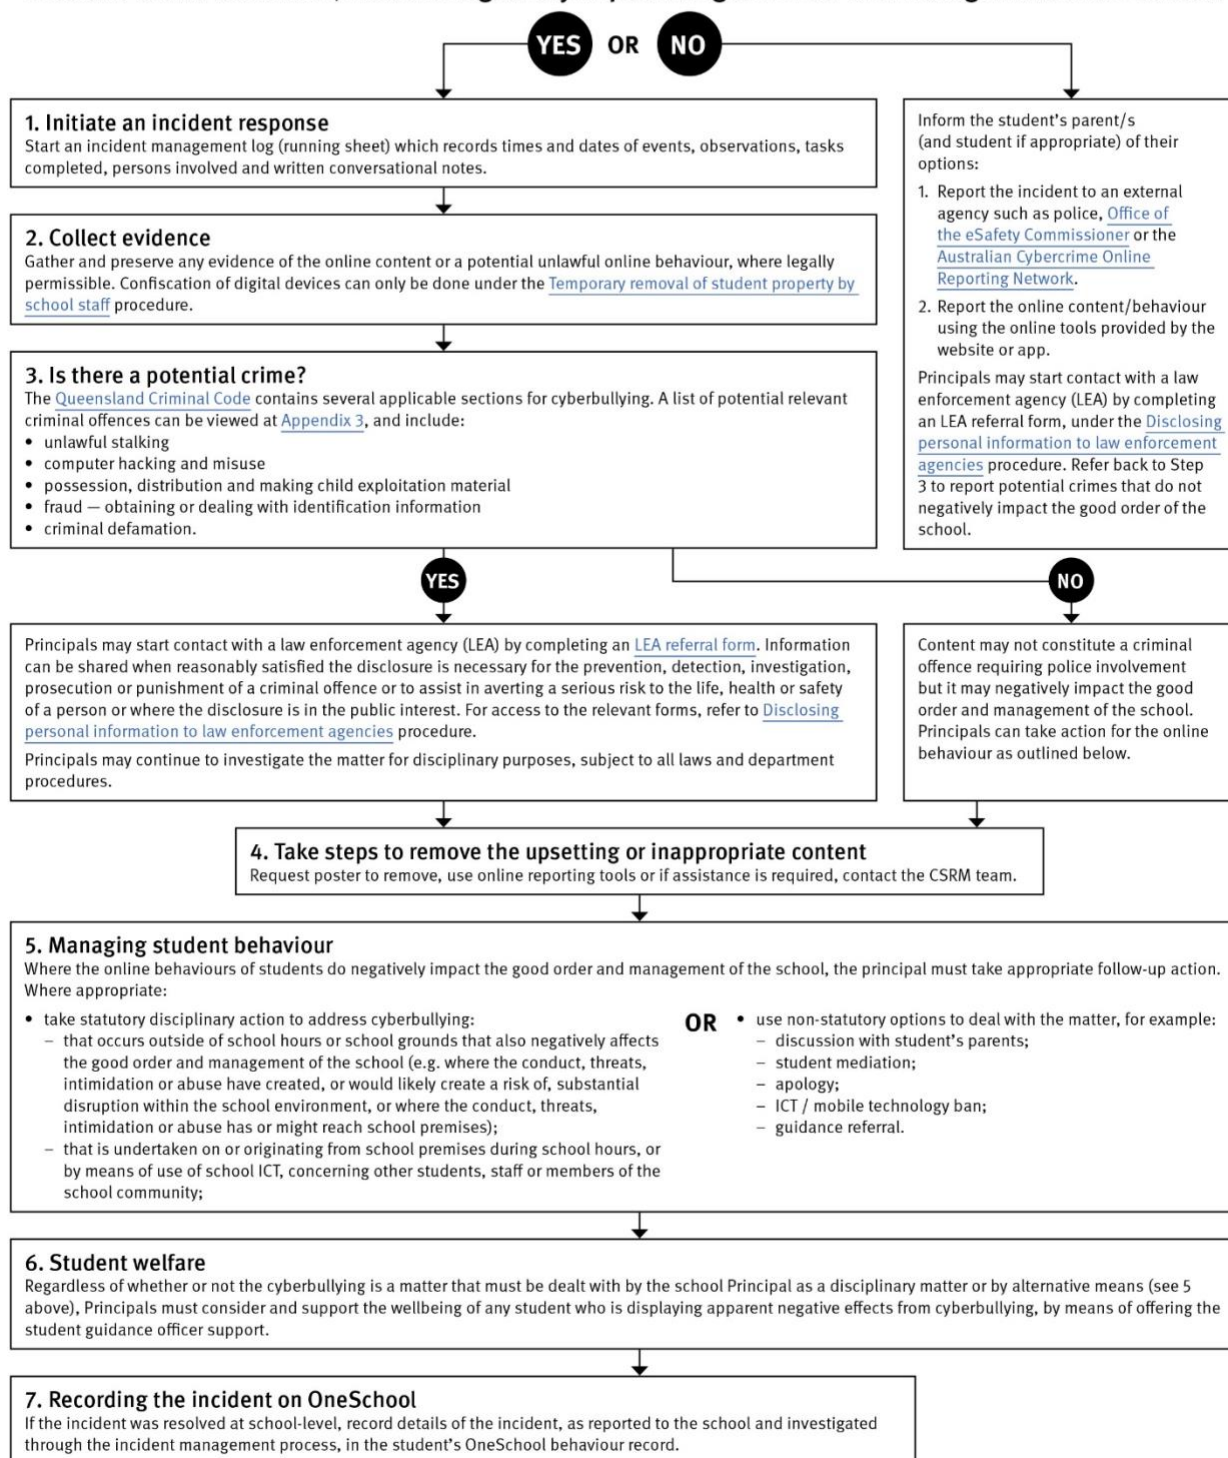 YES OR NO
1. Initiate an incident response
Start an incident management log (running sheet) which records times and dates of events, observations, tasks
completed, persons involved and written conversational notes.
2. Collect evidence
Gather and preserve any evidence of the online content or a potential unlawful online behaviour, where legally
permissible. Confiscation of digital devices can only be done under the Temporary removal of student property by
school staff procedure.
3. Is there a potential crime?
The Queensland Criminal Code contains several applicable sections for cyberbullying. A list of potential relevant
criminal offences can be viewed at Appendix 3, and include:
• unlawful stalking
• computer hacking and misuse
• possession, distribution and making child exploitation material
• fraud — obtaining or dealing with identification information
• criminal defamation.
Inform the student's parent/s
(and student if appropriate) of their
options:
1. Report the incident to an external
agency such as police, Office of
the eSafety Commissioner or the
Australian Cybercrime Online
Reporting Network.
2. Report the online content/behaviour
using the online tools provided by the
website or app.
Principals may start contact with a law
enforcement agency (LEA) by completing
an LEA referral form, under the Disclosing
personal information to law enforcement
agencies procedure. Refer back to Step
3 to report potential crimes that do not
negatively impact the good order of the
school.
YES
NO
Principals may start contact with a law enforcement agency (LEA) by completing an LEA referral form. Information
can be shared when reasonably satisfied the disclosure is necessary for the prevention, detection, investigation,
prosecution or punishment of a criminal offence or to assist in averting a serious risk to the life, health or safety
of a person or where the disclosure is in the public interest. For access to the relevant forms, refer to Disclosing
personal information to law enforcement agencies procedure.
Principals may continue to investigate the matter for disciplinary purposes, subject to all laws and department
procedures.
Content may not constitute a criminal
offence requiring police involvement
but it may negatively impact the good
order and management of the school.
Principals can take action for the online
behaviour as outlined below.
4. Take steps to remove the upsetting or inappropriate content
Request poster to remove, use online reporting tools or if assistance is required, contact the CSRM team.
5. Managing student behaviour
Where the online behaviours of students do negatively impact the good order and management of the school, the principal must take appropriate follow-up action.
Where appropriate:
• take statutory disciplinary action to address cyberbullying:
– that occurs outside of school hours or school grounds that also negatively affects
the good order and management of the school (e.g. where the conduct, threats,
intimidation or abuse have created, or would likely create a risk of, substantial
disruption within the school environment, or where the conduct, threats,
intimidation or abuse has or might reach school premises);
– that is undertaken on or originating from school premises during school hours, or
by means of use of school ICT, concerning other students, staff or members of the
school community;
OR
• use non-statutory options to deal with the matter, for example:
– discussion with student's parents;
– student mediation;
– apology;
– ICT / mobile technology ban;
– guidance referral.
6. Student welfare
Regardless of whether or not the cyberbullying is a matter that must be dealt with by the school Principal as a disciplinary matter or by alternative means (see 5
above), Principals must consider and support the wellbeing of any student who is displaying apparent negative effects from cyberbullying, by means of offering the
student guidance officer support.
7. Recording the incident on OneSchool
If the incident was resolved at school-level, record details of the incident, as reported to the school and investigated
through the incident management process, in the student's OneSchool behaviour record.